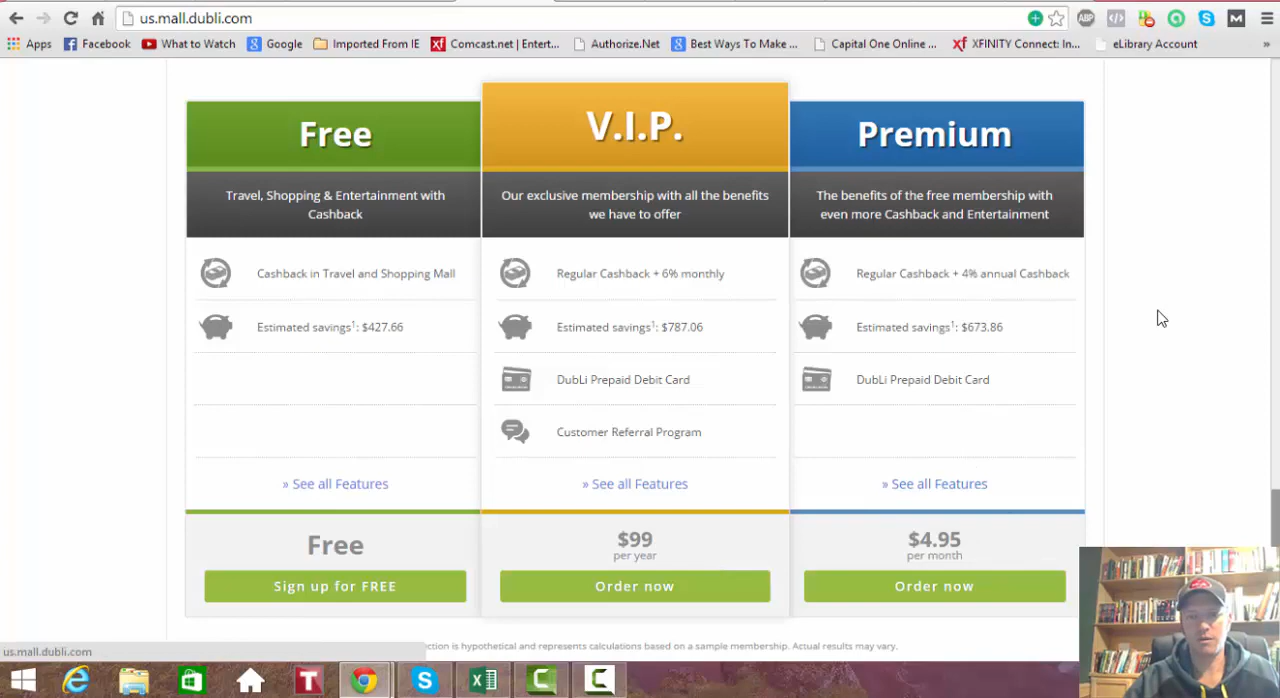 us.mall.dubli.com
ABP
M
Apps
Facebook
What to Watch
Google
Imported From IE
Comcast.net | Entert...
Authorize.Net
Best Ways To Make ...
Capital One Online ...
XFINITY Connect: In...
eLibrary Account
»
Free
V.I.P.
Premium
Travel, Shopping & Entertainment with
Cashback
Our exclusive membership with all the benefits
we have to offer
The benefits of the free membership with
even more Cashback and Entertainment
Cashback in Travel and Shopping Mall
Regular Cashback + 6% monthly
Regular Cashback + 4% annual Cashback
Estimated savings¹: $427.66
Estimated savings¹: $787.06
Estimated savings¹: $673.86
DubLi Prepaid Debit Card
DubLi Prepaid Debit Card
Customer Referral Program
» See all Features
» See all Features
» See all Features
Free
$99
per year
$4.95
per month
Sign up for FREE
Order now
Order now
us.mall.dubli.com
ction is hypothetical and represents calculations based on a sample membership. Actual results may vary.